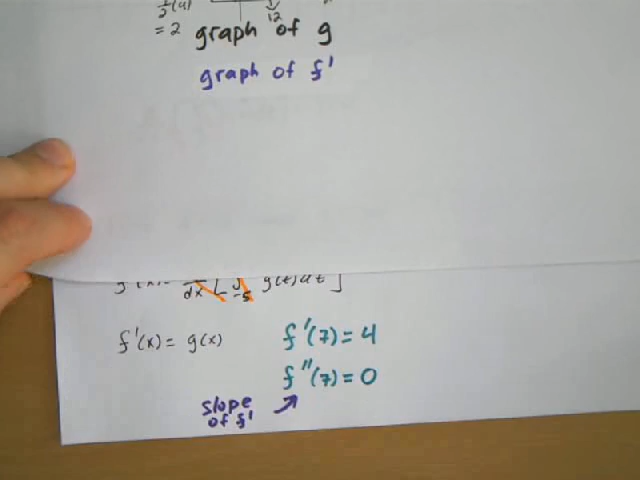 = 2 graph of g
graph of f'
f'(x) = g(x)
f'(7) = 4
f''(7) = 0
slope
of f'